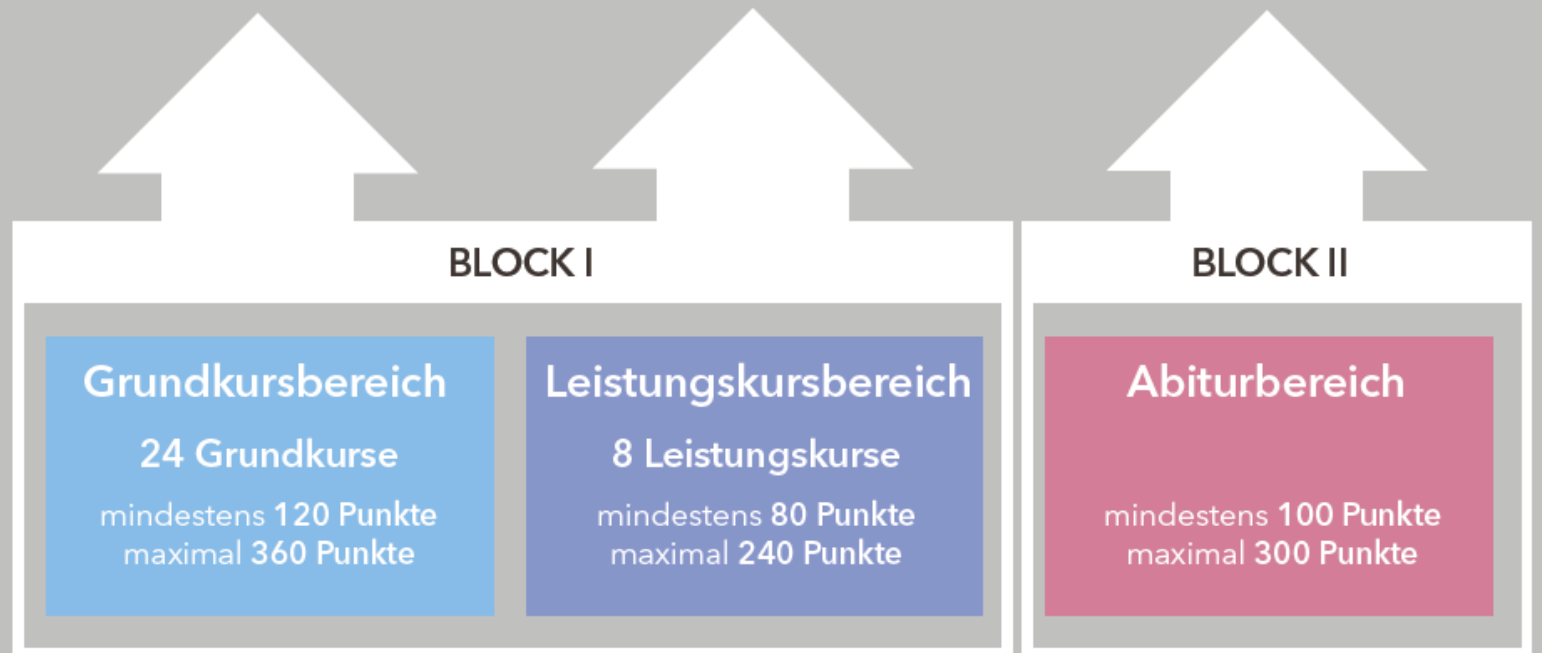 BLOCK I
Grundkursbereich
24 Grundkurse
mindestens 120 Punkte
maximal 360 Punkte
Leistungskursbereich
8 Leistungskurse
mindestens 80 Punkte
maximal 240 Punkte
BLOCK II
Abiturbereich
mindestens 100 Punkte
maximal 300 Punkte